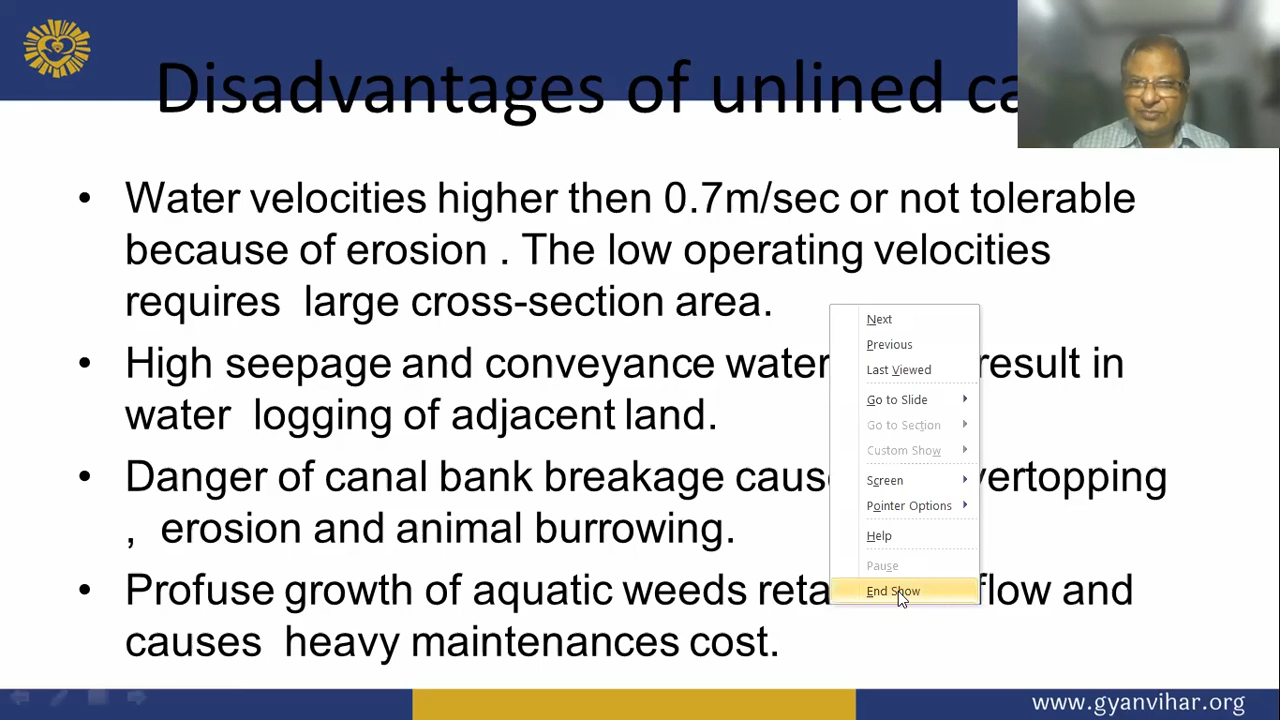 Disadvantages of unlined
Water velocities higher then 0.7m/sec or not tolerable
because of erosion . The low operating velocities
requires large cross-section area.
High seepage and conveyance water result in
water logging of adjacent land.
Danger of canal bank breakage
, erosion and animal burrowing.
Profuse growth of aquatic weeds flow and
causes heavy maintenances cost.
Next
Previous
Last Viewed
Go to Slide
Go to Section
Custom Show
Screen
Pointer Options
Help
Pause
End Show
www.gyanvihar.org